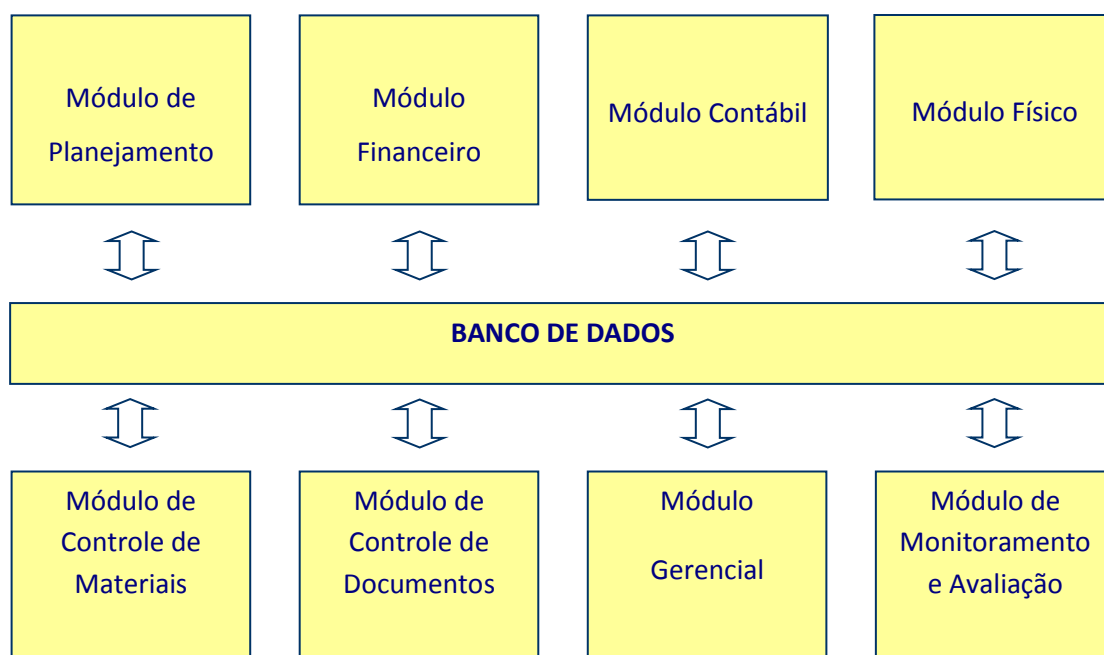 Módulo de
Planejamento
Módulo
Financeiro
Módulo Contábil
Módulo Físico
BANCO DE DADOS
Módulo de
Controle de
Materiais
Módulo de
Controle de
Documentos
Módulo
Gerencial
Módulo de
Monitoramento
e Avaliação